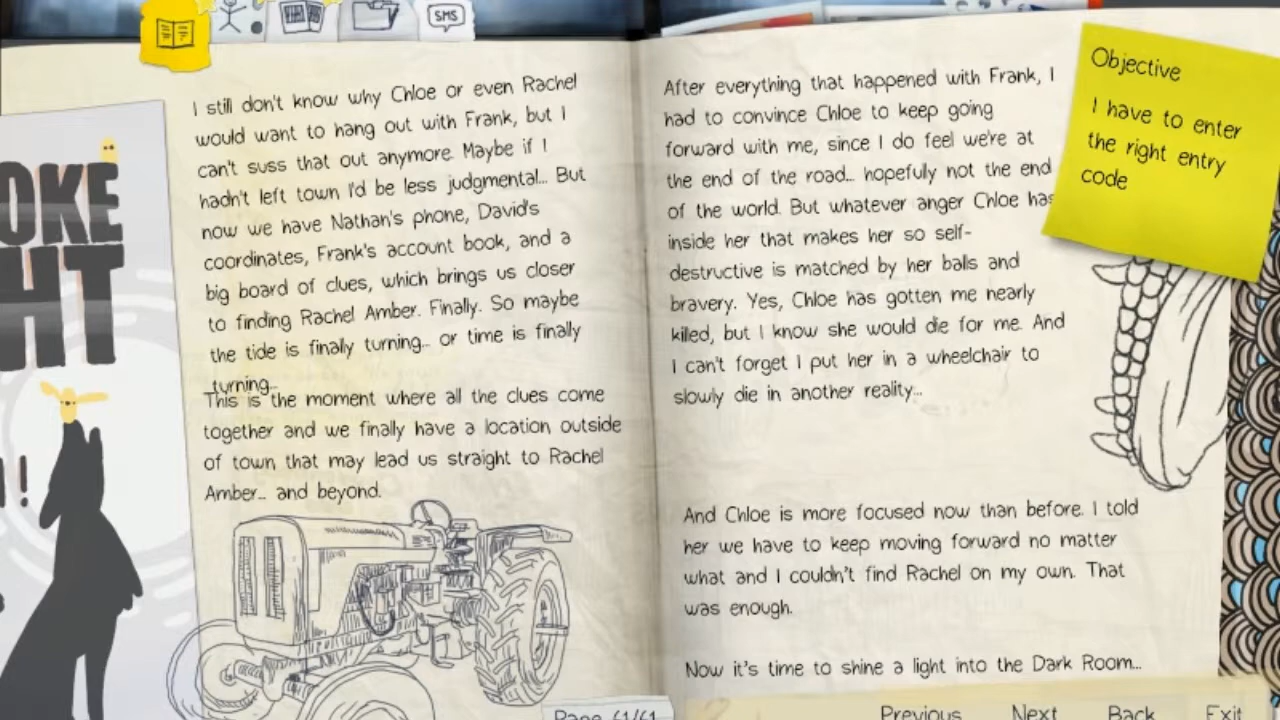 SMS
OKE
HT
!
I still don't know why Chloe or even Rachel
would want to hang out with Frank, but I
can't suss that out anymore. Maybe if I
hadn't left town I'd be less judgmental... But
now we have Nathan's phone, David's
coordinates, Frank's account book, and a
big board of clues, which brings us closer
to finding Rachel Amber. Finally. So maybe
the tide is finally turning... or time is finally
turning...
This is the moment where all the clues come
together and we finally have a location outside
of town that may lead us straight to Rachel
Amber... and beyond.
Page 61/61
After everything that happened with Frank, I
had to convince Chloe to keep going
forward with me, since I do feel we're at
the end of the road... hopefully not the end
of the world. But whatever anger Chloe has
inside her that makes her so self-
destructive is matched by her balls and
bravery. Yes, Chloe has gotten me nearly
killed, but I know she would die for me. And
I can't forget I put her in a wheelchair to
slowly die in another reality...
And Chloe is more focused now than before. I told
her we have to keep moving forward no matter
what and I couldn't find Rachel on my own. That
was enough.
Now it's time to shine a light into the Dark Room...
Objective
I have to enter
the right entry
code
Previous Next Back Exit